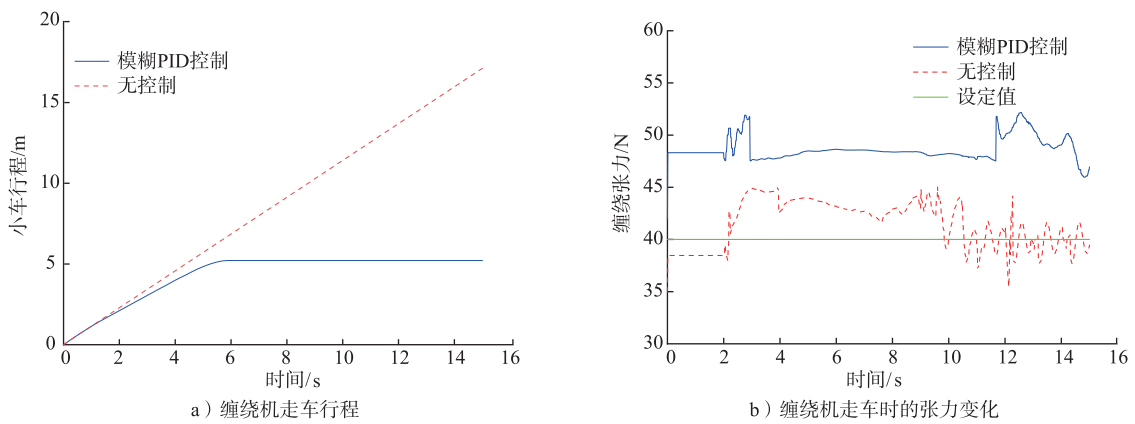 20
15
10
5
0
小车行程/m
模糊PID控制
无控制
0 2 4 6 8 10 12 14 16
时间/s
a）缠绕机走车行程
60
55
50
45
40
35
30
缠绕张力/N
模糊PID控制
无控制
设定值
0 2 4 6 8 10 12 14 16
时间/s
b）缠绕机走车时的张力变化